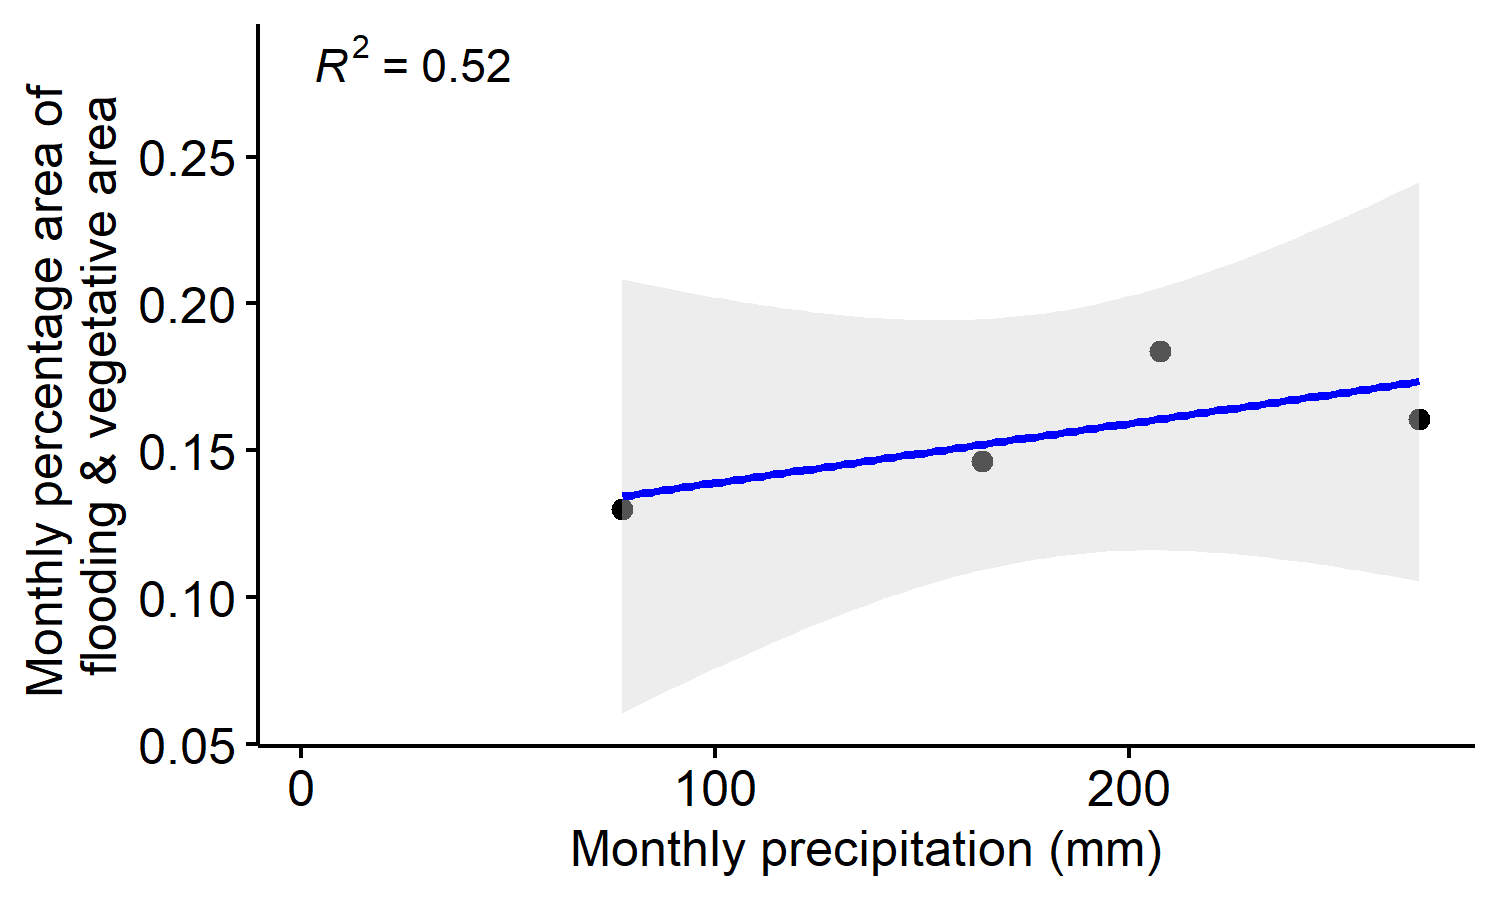 R² = 0.52
Monthly percentage area of
flooding & vegetative area
0.25
0.20
0.15
0.10
0.05
0 100 200
Monthly precipitation (mm)